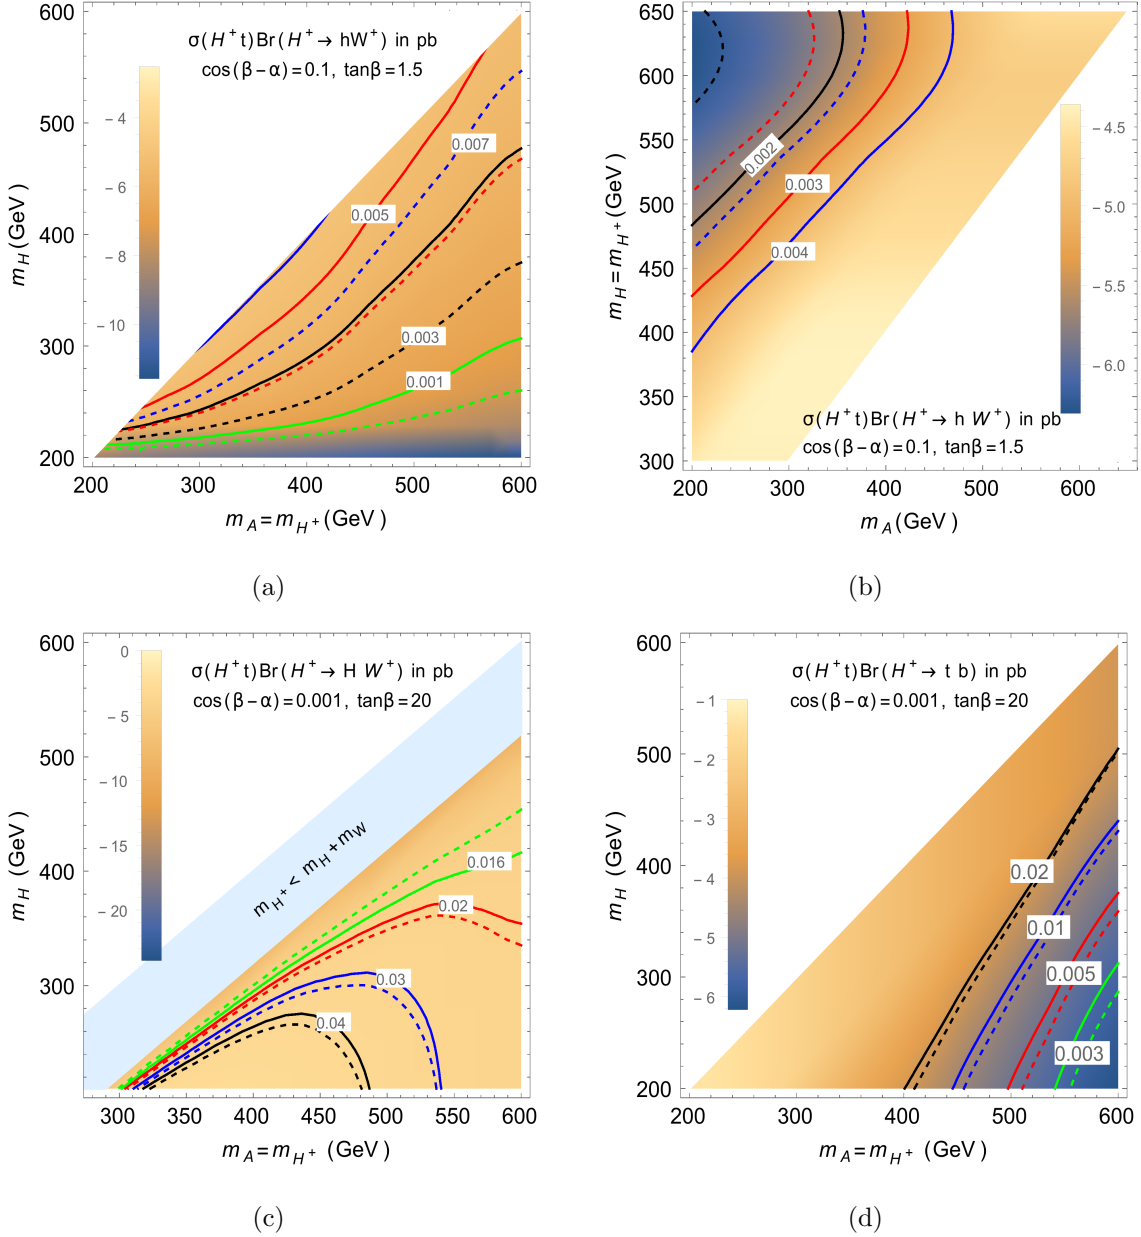 σ(H⁺t)Br(H⁺→ hW⁺) in pb
cos(β−α)=0.1, tanβ=1.5
600
500
400
300
200
m_H (GeV)
−4
−6
−8
−10
0.007
0.005
0.003
0.001
200 300 400 500 600
m_A=m_H⁺(GeV)
(a)
650
600
550
500
450
400
350
300
m_H=m_H⁺(GeV)
0.002
0.003
0.004
−4.5
−5.0
−5.5
−6.0
σ(H⁺t)Br(H⁺→ h W⁺) in pb
cos(β−α)=0.1, tanβ=1.5
200 300 400 500 600
m_A(GeV)
(b)
σ(H⁺t)Br(H⁺→ H W⁺) in pb
cos(β−α)=0.001, tanβ=20
600
500
400
300
m_H (GeV)
0
−5
−10
−15
−20
m_H⁺< m_H+m_W
0.016
0.02
0.03
0.04
300 350 400 450 500 550 600
m_A=m_H⁺ (GeV)
(c)
σ(H⁺t)Br(H⁺→ t b) in pb
cos(β−α)=0.001, tanβ=20
600
500
400
300
200
m_H (GeV)
−1
−2
−3
−4
−5
−6
0.02
0.01
0.005
0.003
200 300 400 500 600
m_A=m_H⁺ (GeV)
(d)